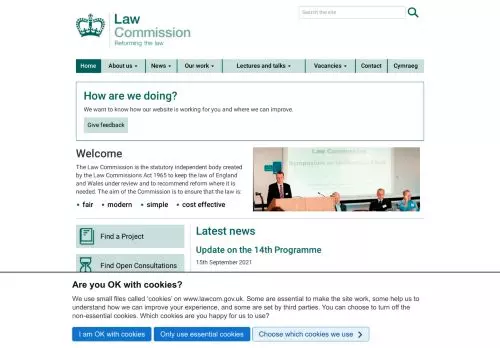 Law
Commission
Reforming the law
Search the site
Home
About us
News
Our work
Lectures and talks
Vacancies
Contact
Cymraeg
How are we doing?
We want to know how our website is working for you and where we can improve.
Give feedback
Welcome
The Law Commission is the statutory independent body created
by the Law Commissions Act 1965 to keep the law of England
and Wales under review and to recommend reform where it is
needed. The aim of the Commission is to ensure that the law is:
• fair • modern • simple • cost effective
Law Commission
Find a Project
Find Open Consultations
Latest news
Update on the 14th Programme
15th September 2021
Are you OK with cookies?
We use small files called 'cookies' on www.lawcom.gov.uk. Some are essential to make the site work, some help us
to understand how we can improve your experience, and some are set by third parties. You can choose to turn off the
non-essential cookies. Which cookies are you happy for us to use?
I am OK with cookies
Only use essential cookies
Choose which cookies we use